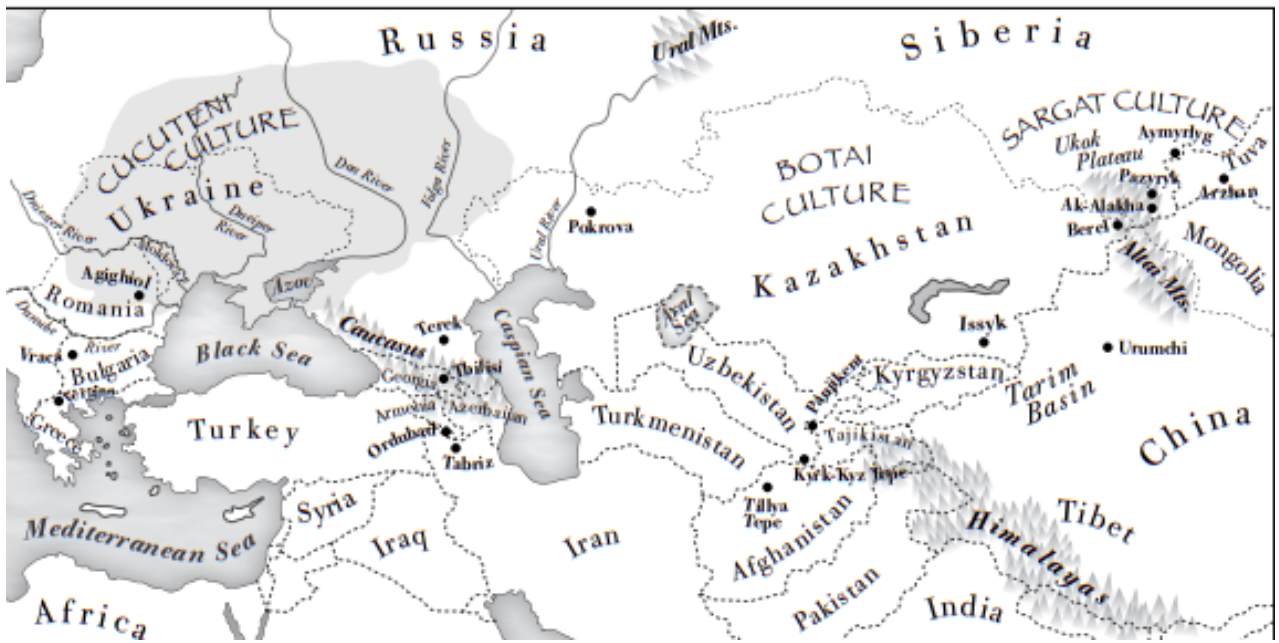 Russia
Ural Mts.
Siberia
CUCUTENI
CULTURE
Ukraine
Dniester River
Dnieper
River
Don River
Volga River
Ural River
Pokrova
BOTAI
CULTURE
Kazakhstan
SARGAT CULTURE
Ukok
Plateau
Aymyrlyg
Tuva
Pazyryk
Arzhan
Ak-Alakha
Berel
Altai Mts.
Mongolia
Moldova
Agighiol
Romania
Azov
Danube
River
Vraca
Bulgaria
Black Sea
Caucasus
Terek
Tbilisi
Georgia
Caspian Sea
Aral
Sea
Issyk
Urumchi
Uzbekistan
Panjikent
Kyrgyzstan
Tarim
Basin
China
Greece
Turkey
Armenia
Azerbaijan
Ordubad
Tabriz
Turkmenistan
Tajikistan
Kyrk-Kyz Tepe
Tillya
Tepe
Afghanistan
Syria
Iraq
Iran
Mediterranean Sea
Africa
Pakistan
India
Himalayas
Tibet